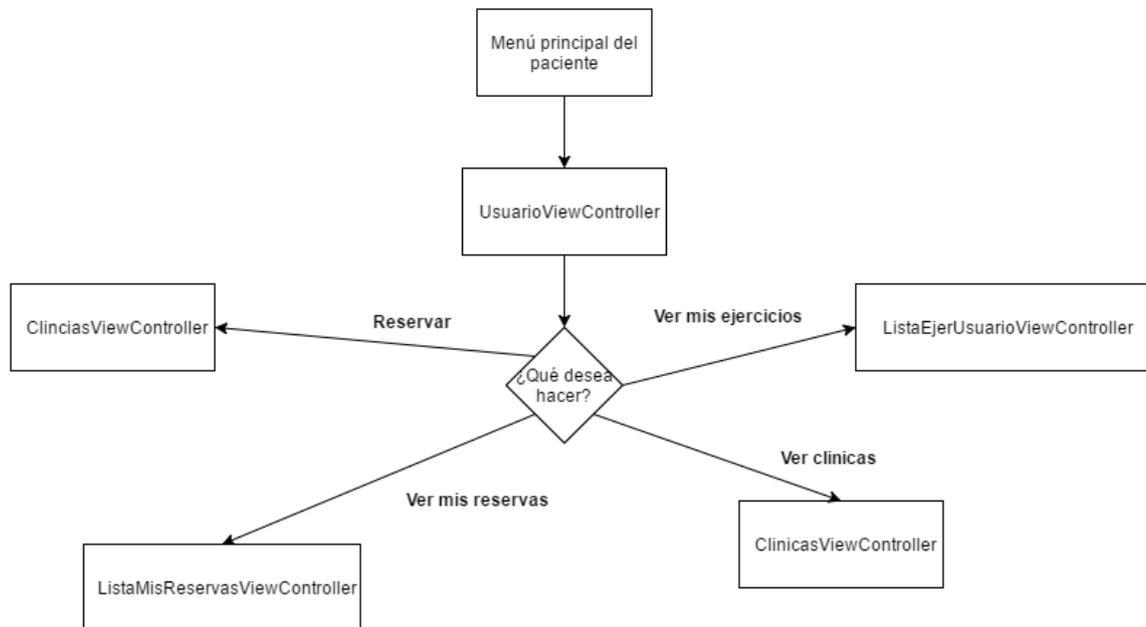 Menú principal del
paciente
UsuarioViewController
ClinciasViewController
Reservar
Ver mis ejercicios
ListaEjerUsuarioViewController
¿Qué desea
hacer?
Ver clinicas
Ver mis reservas
ClinicasViewController
ListaMisReservasViewController